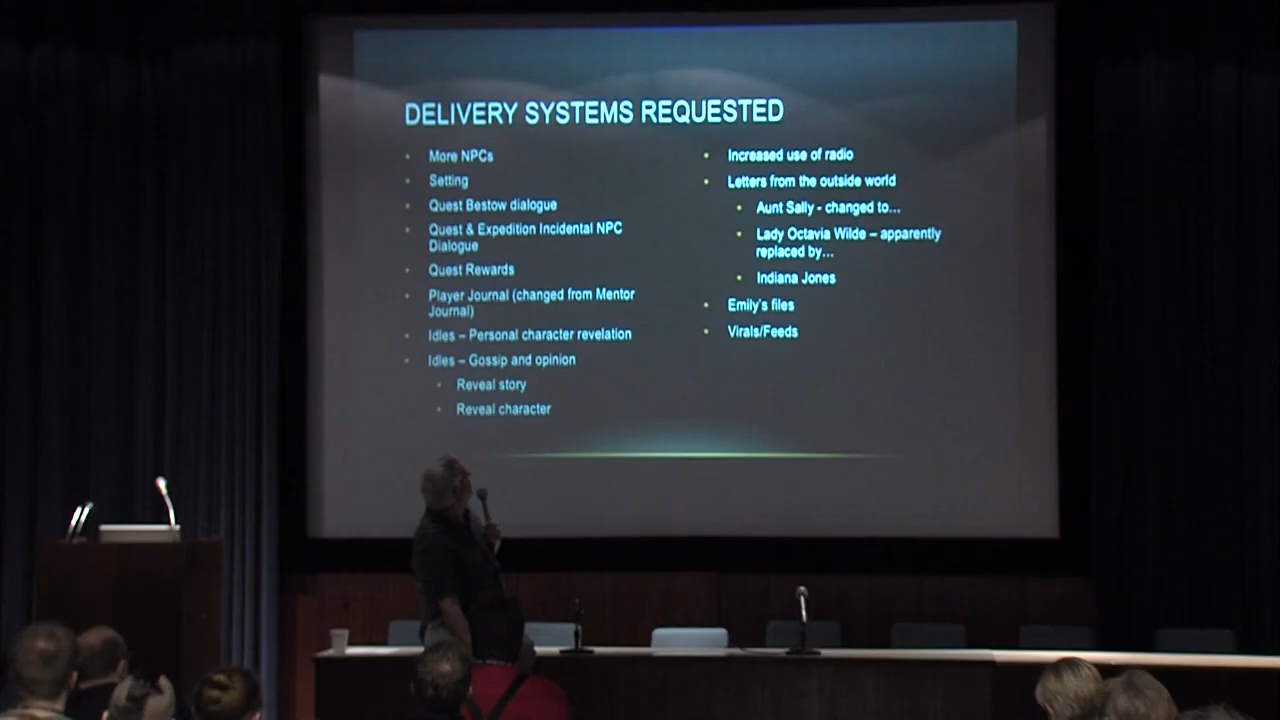 DELIVERY SYSTEMS REQUESTED
More NPCs
Setting
Quest Bestow dialogue
Quest & Expedition Incidental NPC
Dialogue
Quest Rewards
Player Journal (changed from Mentor
Journal)
Idles – Personal character revelation
Idles – Gossip and opinion
Reveal story
Reveal character
Increased use of radio
Letters from the outside world
Aunt Sally - changed to...
Lady Octavia Wilde – apparently
replaced by...
Indiana Jones
Emily's files
Virals/Feeds